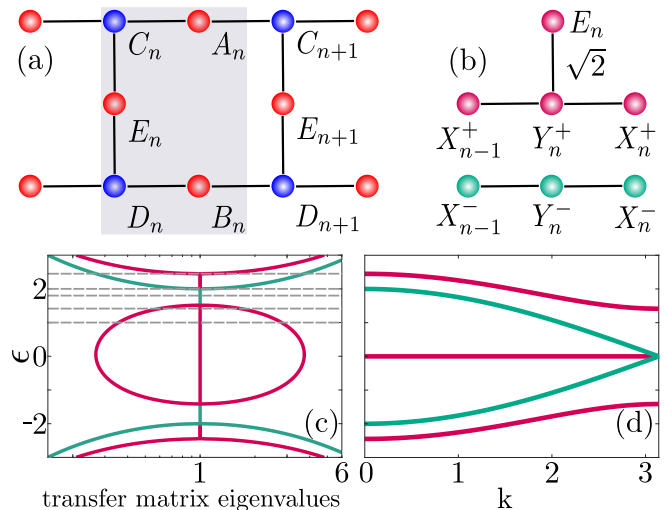 (a) C_n A_n C_{n+1}
E_n E_{n+1}
D_n B_n D_{n+1}
(b) E_n
√2
X^+_{n-1} Y^+_n X^+_n
X^-_{n-1} Y^-_n X^-_n
ϵ
2
0
-2
(c)
1 6
transfer matrix eigenvalues
(d)
0 1 2 3
k